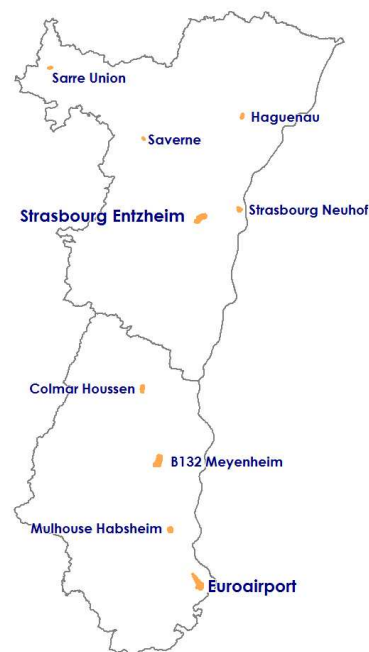 Sarre Union
Haguenau
Saverne
Strasbourg Neuhof
Strasbourg Entzheim
Colmar Houssen
B132 Meyenheim
Mulhouse Habsheim
Euroairport